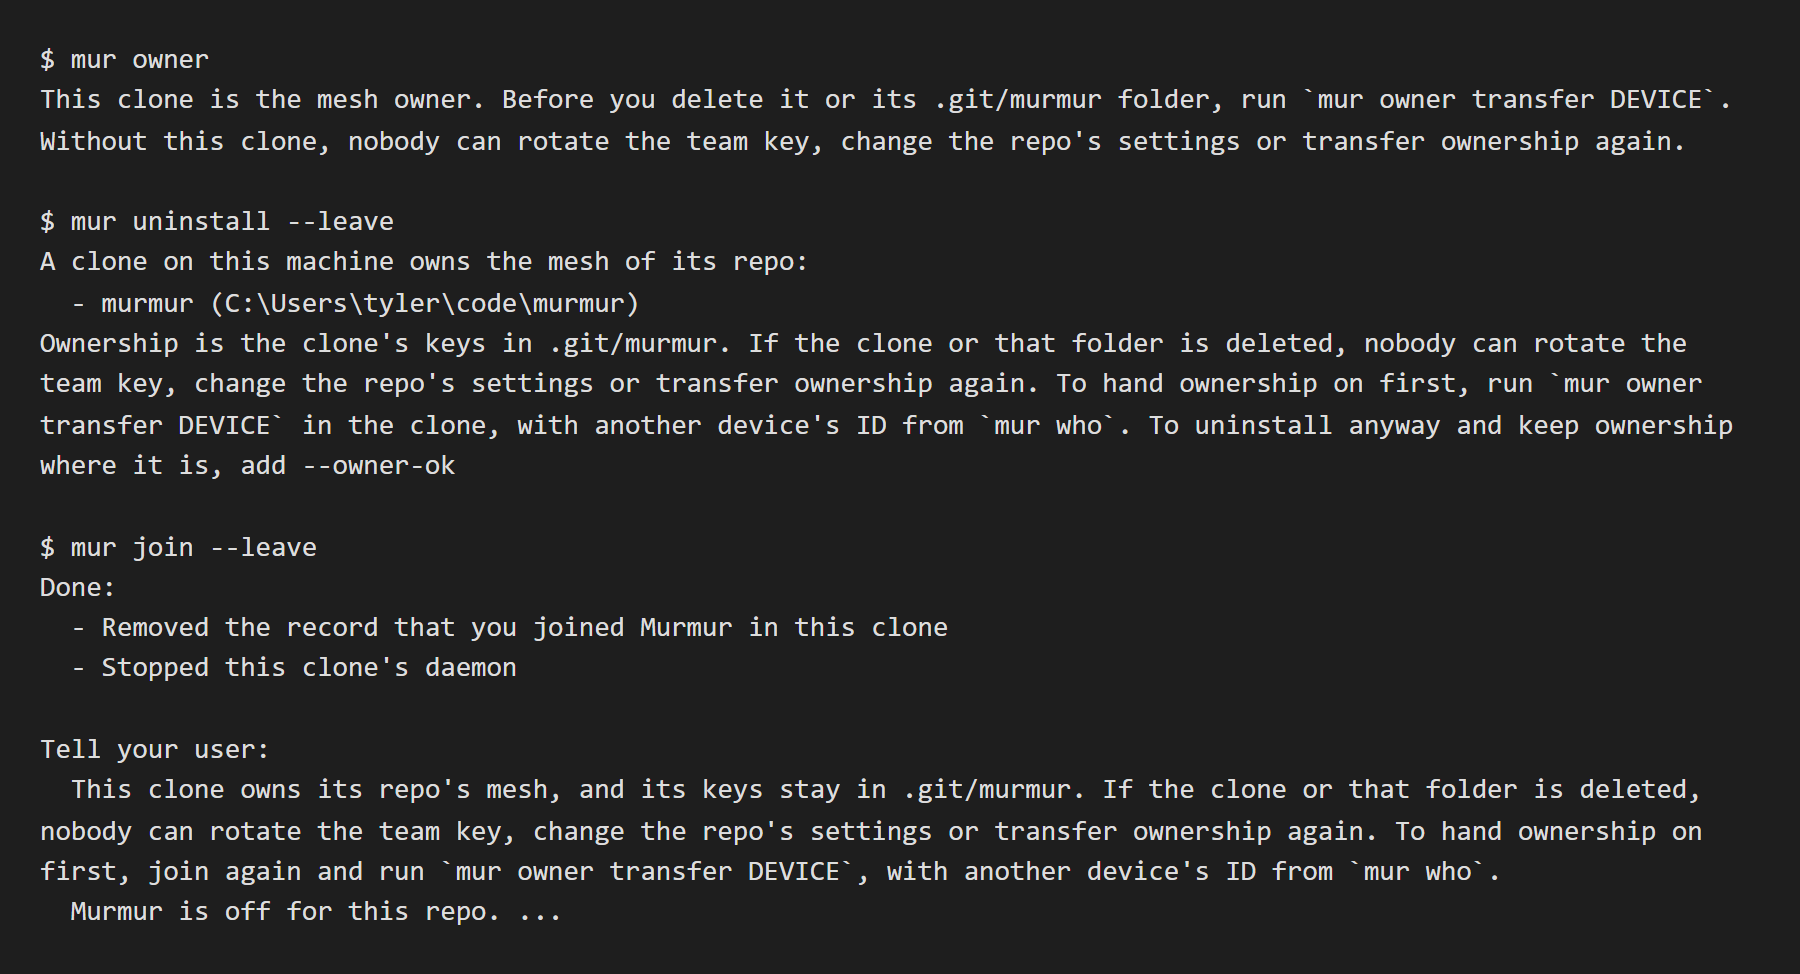 $ mur owner
This clone is the mesh owner. Before you delete it or its .git/murmur folder, run `mur owner transfer DEVICE`.
Without this clone, nobody can rotate the team key, change the repo's settings or transfer ownership again.
$ mur uninstall --leave
A clone on this machine owns the mesh of its repo:
  - murmur (C:\Users\tyler\code\murmur)
Ownership is the clone's keys in .git/murmur. If the clone or that folder is deleted, nobody can rotate the
team key, change the repo's settings or transfer ownership again. To hand ownership on first, run `mur owner
transfer DEVICE` in the clone, with another device's ID from `mur who`. To uninstall anyway and keep ownership
where it is, add --owner-ok
$ mur join --leave
Done:
  - Removed the record that you joined Murmur in this clone
  - Stopped this clone's daemon
Tell your user:
  This clone owns its repo's mesh, and its keys stay in .git/murmur. If the clone or that folder is deleted,
nobody can rotate the team key, change the repo's settings or transfer ownership again. To hand ownership on
first, join again and run `mur owner transfer DEVICE`, with another device's ID from `mur who`.
  Murmur is off for this repo. ...